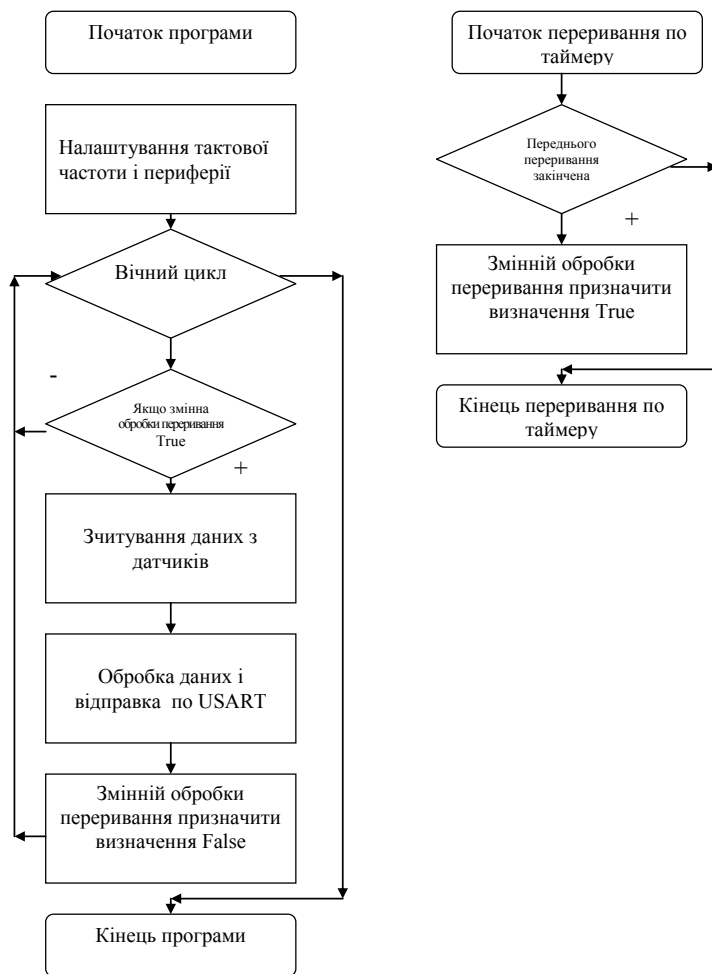 Початок програми
Налаштування тактової
частоти і периферії
Вічний цикл
-
Якщо змінна
обробки переривання
True
+
Зчитування даних з
датчиків
Обробка даних і
відправка по USART
Змінній обробки
переривання призначити
визначення False
Кінець програми
Початок переривання по
таймеру
Переднього
переривання
закінчена
+
Змінній обробки
переривання призначити
визначення True
Кінець переривання по
таймеру